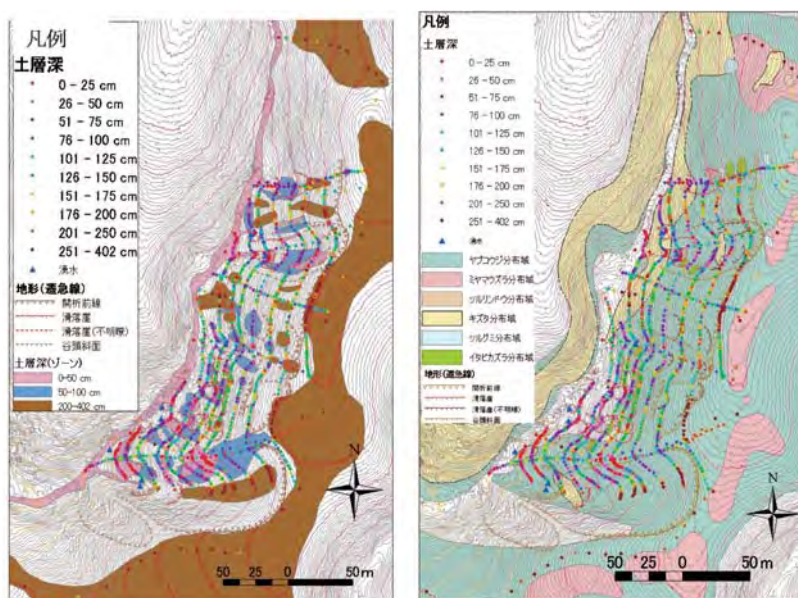 凡例
土層深
0 - 25 cm
26 - 50 cm
51 - 75 cm
76 - 100 cm
101 - 125 cm
126 - 150 cm
151 - 175 cm
176 - 200 cm
201 - 250 cm
251 - 402 cm
湧水
地形(遷急線)
開析前線
滑落崖
滑落崖(不明瞭)
谷頭斜面
土層深(ゾーン)
0-50 cm
50-100 cm
200-402 cm
N
50 25 0 50 m
凡例
土層深
0 - 25 cm
26 - 50 cm
51 - 75 cm
76 - 100 cm
101 - 125 cm
126 - 150 cm
151 - 175 cm
176 - 200 cm
201 - 250 cm
251 - 402 cm
湧水
ヤブコウジ分布域
ミヤマウズラ分布域
ツルリンドウ分布域
キヅタ分布域
ツルグミ分布域
イタビカズラ分布域
地形(遷急線)
開析前線
滑落崖
滑落崖(不明瞭)
谷頭斜面
N
50 25 0 50 m